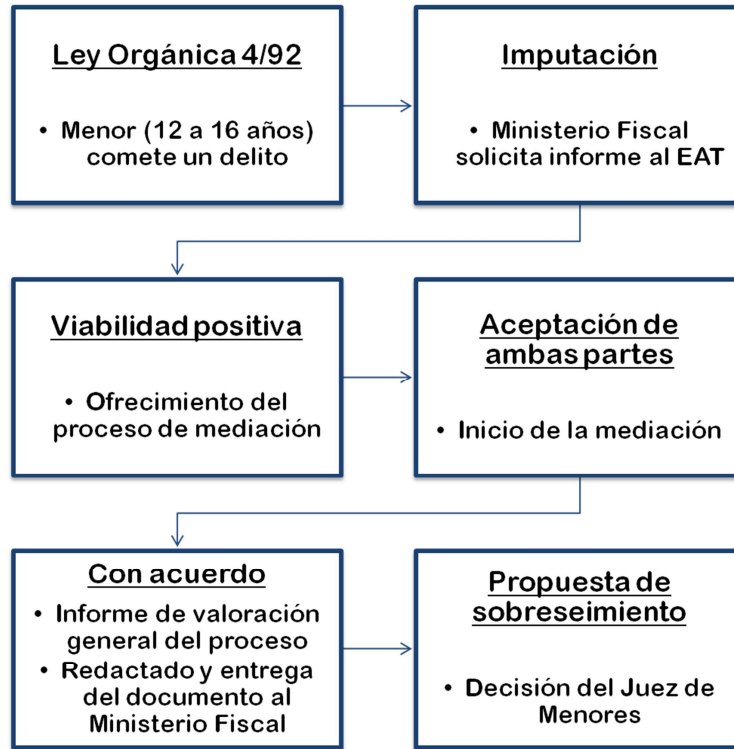 Ley Orgánica 4/92
• Menor (12 a 16 años)
comete un delito
Imputación
• Ministerio Fiscal
solicita informe al EAT
Viabilidad positiva
• Ofrecimiento del
proceso de mediación
Aceptación de
ambas partes
• Inicio de la mediación
Con acuerdo
• Informe de valoración
general del proceso
• Redactado y entrega
del documento al
Ministerio Fiscal
Propuesta de
sobreseimiento
• Decisión del Juez de
Menores